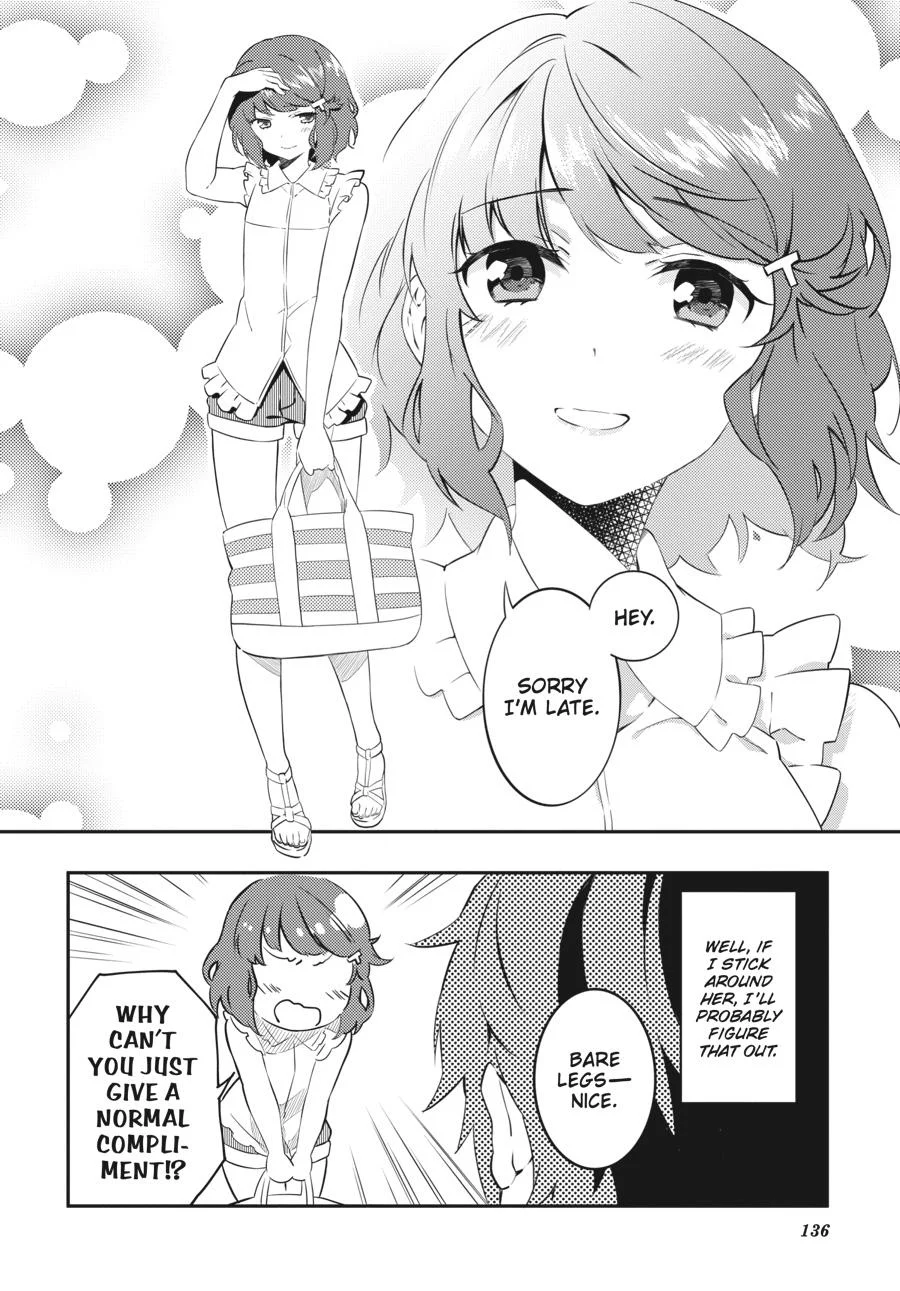 HEY.
SORRY
I'M LATE.
WELL, IF
I STICK
AROUND
HER, I'LL
PROBABLY
FIGURE
THAT OUT.
BARE
LEGS—
NICE.
WHY
CAN'T
YOU JUST
GIVE A
NORMAL
COMPLI-
MENT!?
136